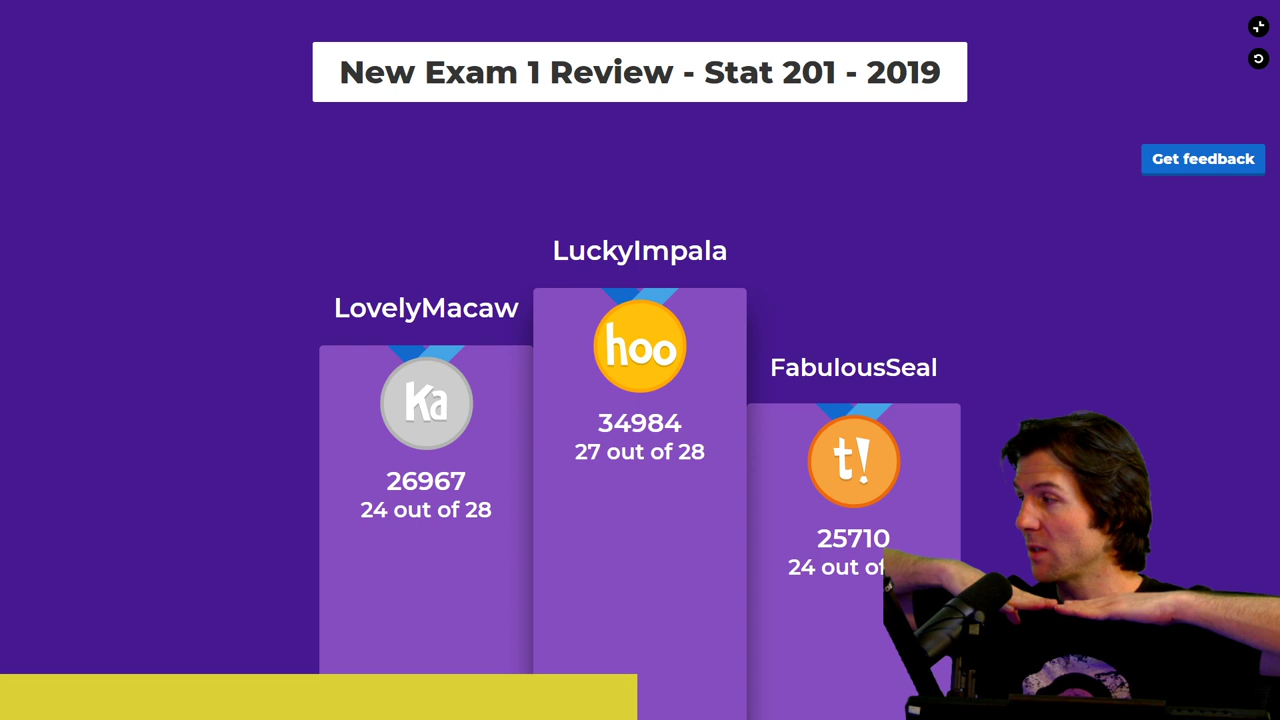 New Exam 1 Review - Stat 201 - 2019
Get feedback
LuckyImpala
LovelyMacaw
hoo
FabulousSeal
Ka
34984
27 out of 28
t!
26967
24 out of 28
25710
24 out of